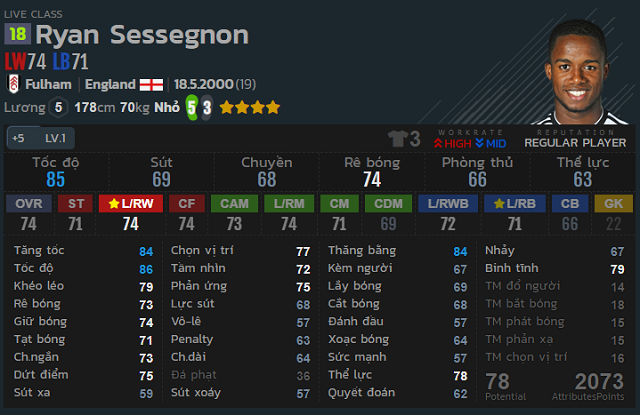 LIVE CLASS
18 Ryan Sessegnon
LW74 LB71
Fulham England 18.5.2000 (19)
Lương 5 178cm 70kg Nhỏ 5 3
+5 LV.1 3 WORKRATE HIGH MID REPUTATION REGULAR PLAYER
Tốc độ Sút Chuyền Rê bóng Phòng thủ Thể lực
85 69 68 74 66 63
OVR ST L/RW CF CAM L/RM CM CDM L/RWB L/RB CB GK
74 71 74 74 73 74 71 69 72 71 66 22
Tăng tốc 84 Chọn vị trí 77 Thăng bằng 84 Nhảy 67
Tốc độ 86 Tầm nhìn 72 Kèm người 67 Bình tĩnh 79
Khéo léo 79 Phản ứng 75 Lấy bóng 69 TM đổ người 14
Rê bóng 73 Lực sút 68 Cắt bóng 68 TM bắt bóng 18
Giữ bóng 74 Vô-lê 57 Đánh đầu 57 TM phát bóng 15
Tạt bóng 71 Penalty 63 Xoạc bóng 64 TM phản xạ 15
Ch.ngắn 73 Ch.dài 64 Sức mạnh 57 TM chọn vị trí 16
Dứt điểm 75 Đá phạt 36 Thể lực 78 78 2073
Sút xa 59 Sút xoáy 57 Quyết đoán 62 Potential AttributesPoints